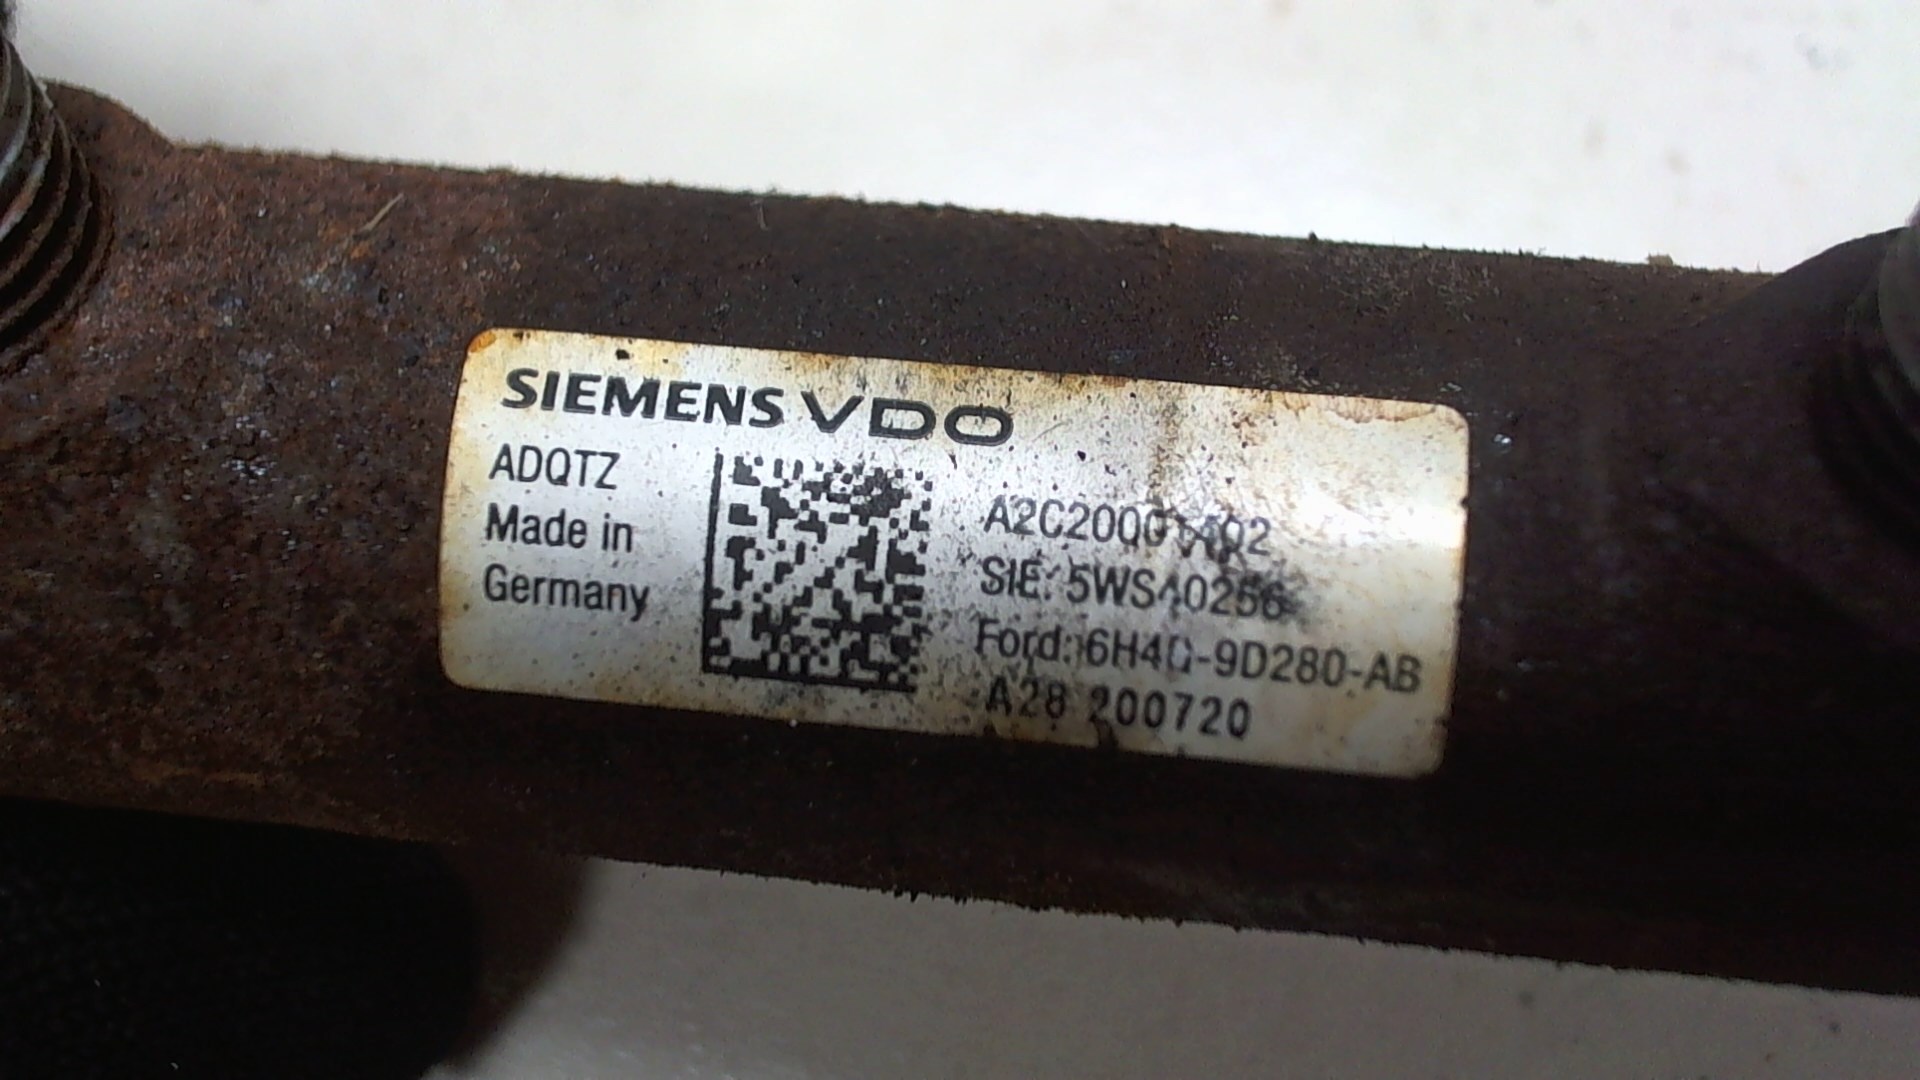 SIEMENS VDO
ADQTZ
Made in
Germany
SIE: 5WS40256
Ford: 6H4Q-9D280-AB
A28 200720